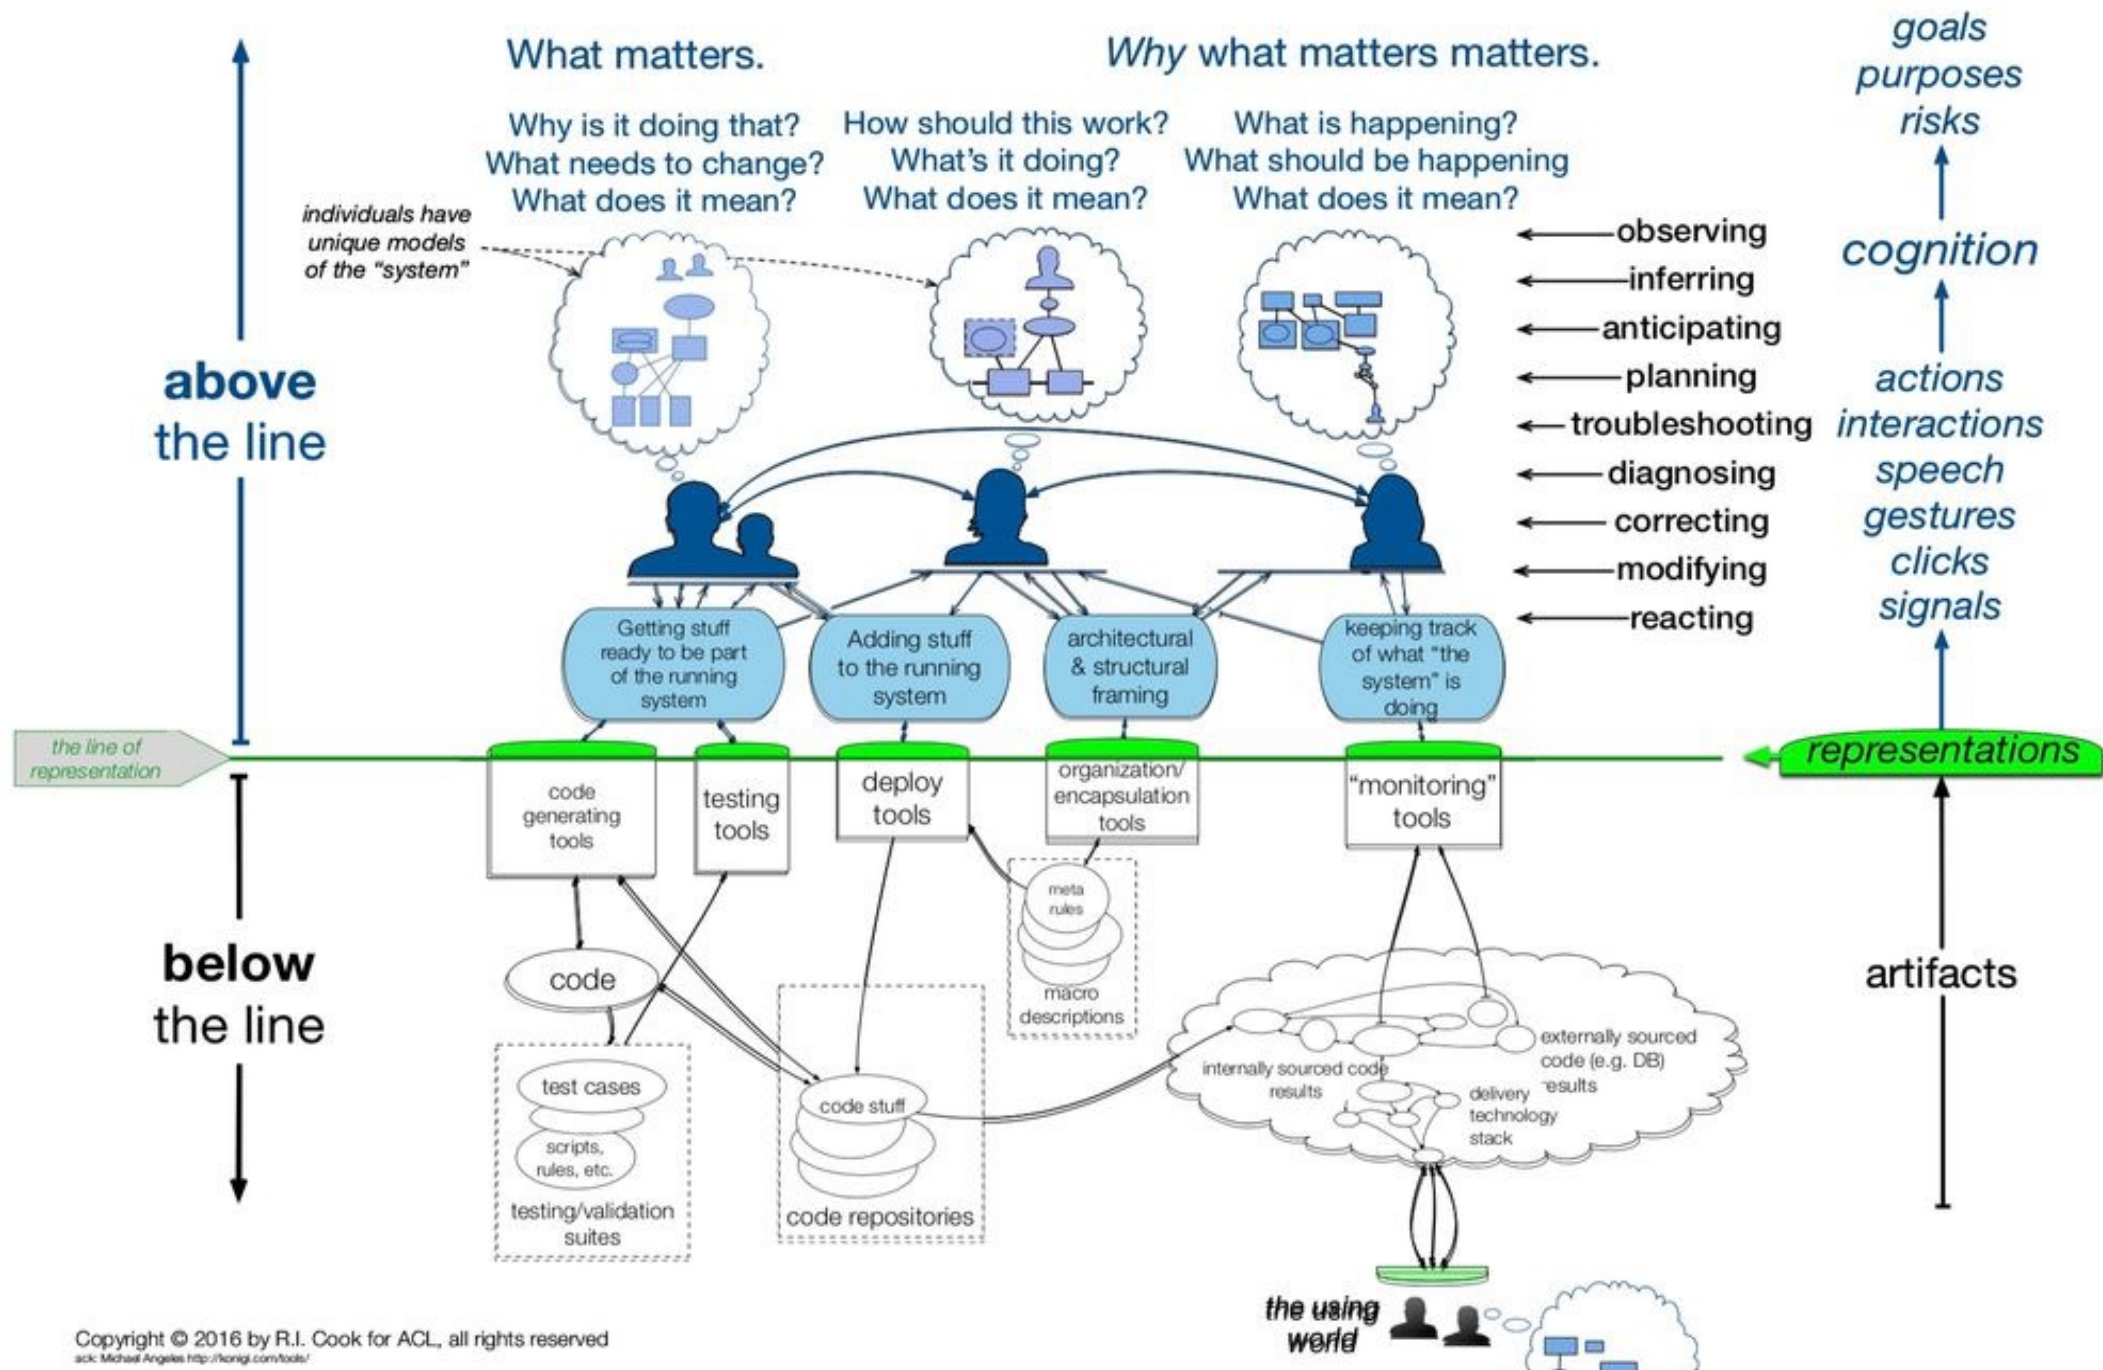 What matters.
Why what matters matters.
goals
purposes
risks
Why is it doing that?
What needs to change?
What does it mean?
How should this work?
What's it doing?
What does it mean?
What is happening?
What should be happening
What does it mean?
individuals have
unique models
of the “system”
observing
inferring
anticipating
planning
troubleshooting
diagnosing
correcting
modifying
reacting
cognition
actions
interactions
speech
gestures
clicks
signals
above
the line
Getting stuff
ready to be part
of the running
system
Adding stuff
to the running
system
architectural
& structural
framing
keeping track
of what “the
system” is
doing
the line of
representation
representations
code
generating
tools
testing
tools
deploy
tools
organization/
encapsulation
tools
“monitoring”
tools
meta
rules
macro
descriptions
below
the line
code
artifacts
test cases
scripts,
rules, etc.
testing/validation
suites
code stuff
code repositories
internally sourced code
results
externally sourced
code (e.g. DB)
results
delivery
technology
stack
the using
world
Copyright © 2016 by R.I. Cook for ACL, all rights reserved
ack: Michael Angeles http://konigi.com/tools/